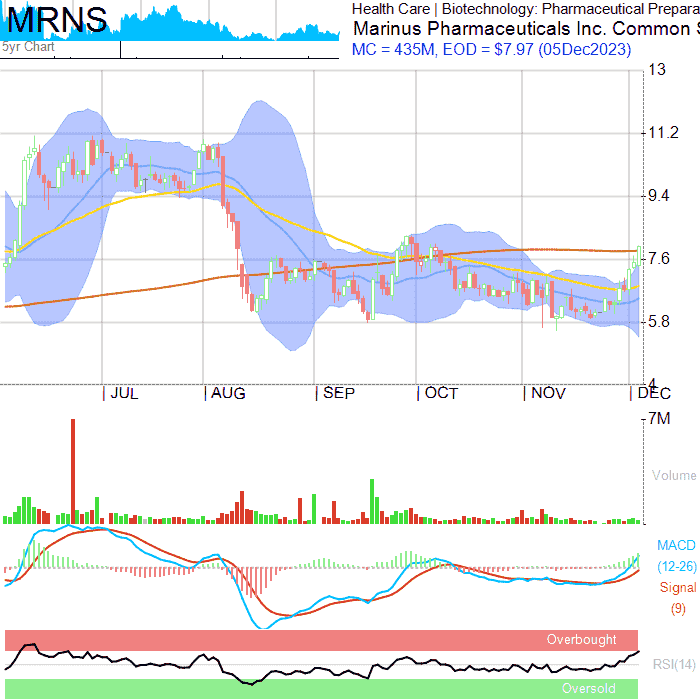 MRNS
5yr Chart
Health Care | Biotechnology: Pharmaceutical Prepara
Marinus Pharmaceuticals Inc. Common S
MC = 435M, EOD = $7.97 (05Dec2023)
13
11.2
9.4
7.6
5.8
4
JUL AUG SEP OCT NOV DEC
7M
Volume
MACD
(12-26)
Signal
(9)
Overbought
RSI(14)
Oversold